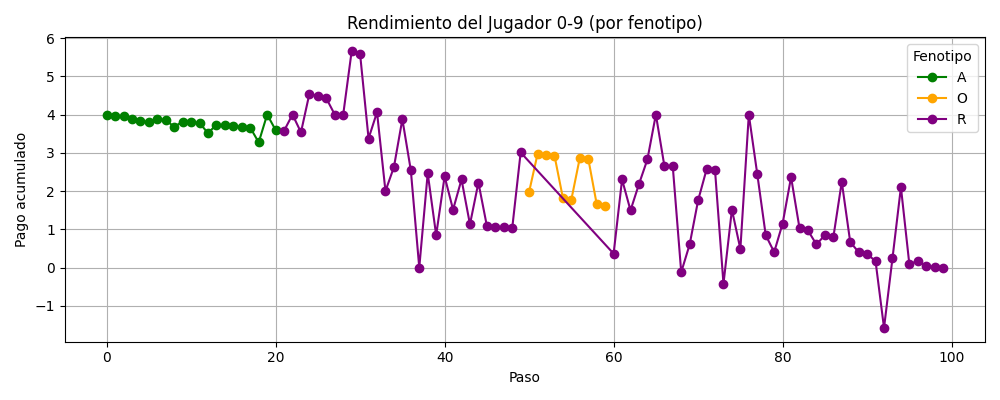 Rendimiento del Jugador 0-9 (por fenotipo)
6
5
4
3
2
1
0
−1
Pago acumulado
0 20 40 60 80 100
Paso
Fenotipo
A
O
R